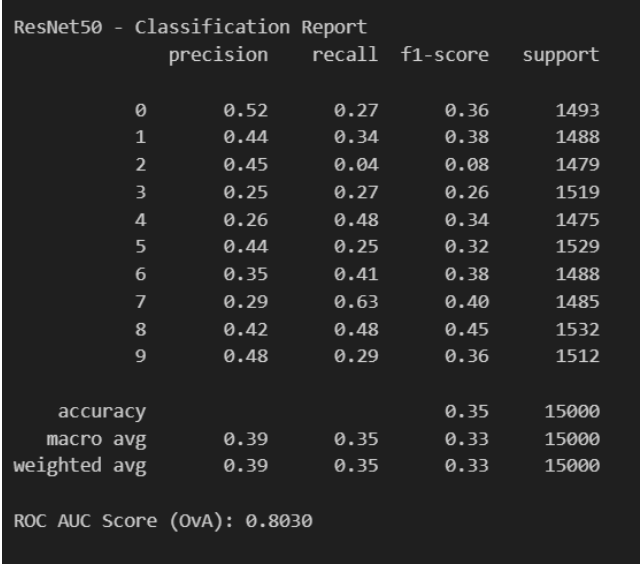 ResNet50 - Classification Report
precision recall f1-score support
0 0.52 0.27 0.36 1493
1 0.44 0.34 0.38 1488
2 0.45 0.04 0.08 1479
3 0.25 0.27 0.26 1519
4 0.26 0.48 0.34 1475
5 0.44 0.25 0.32 1529
6 0.35 0.41 0.38 1488
7 0.29 0.63 0.40 1485
8 0.42 0.48 0.45 1532
9 0.48 0.29 0.36 1512
accuracy 0.35 15000
macro avg 0.39 0.35 0.33 15000
weighted avg 0.39 0.35 0.33 15000
ROC AUC Score (OvA): 0.8030